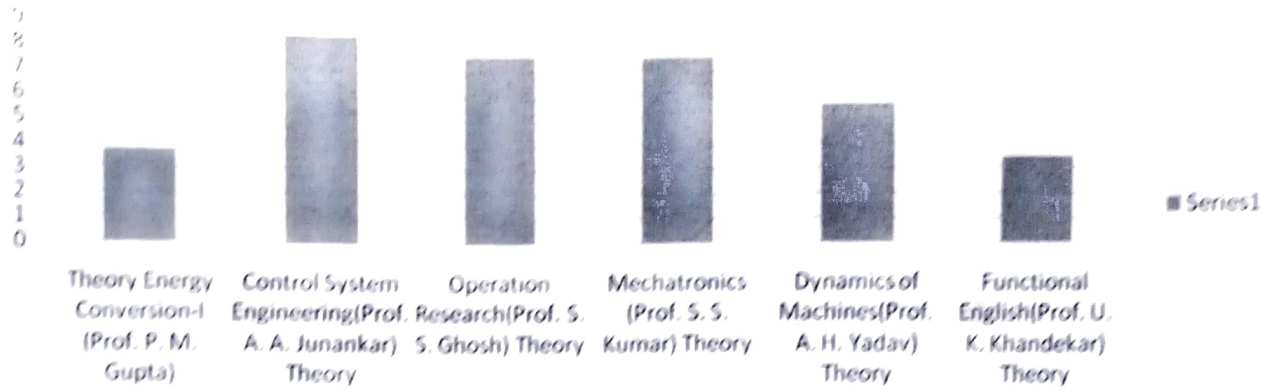 9
8
7
6
5
4
3
2
1
0
Series1
Theory Energy
Conversion-I
(Prof. P. M.
Gupta)
Control System
Engineering(Prof.
A. A. Junankar)
Theory
Operation
Research(Prof. S.
S. Ghosh) Theory
Mechatronics
(Prof. S. S.
Kumar) Theory
Dynamics of
Machines(Prof.
A. H. Yadav)
Theory
Functional
English(Prof. U.
K. Khandekar)
Theory